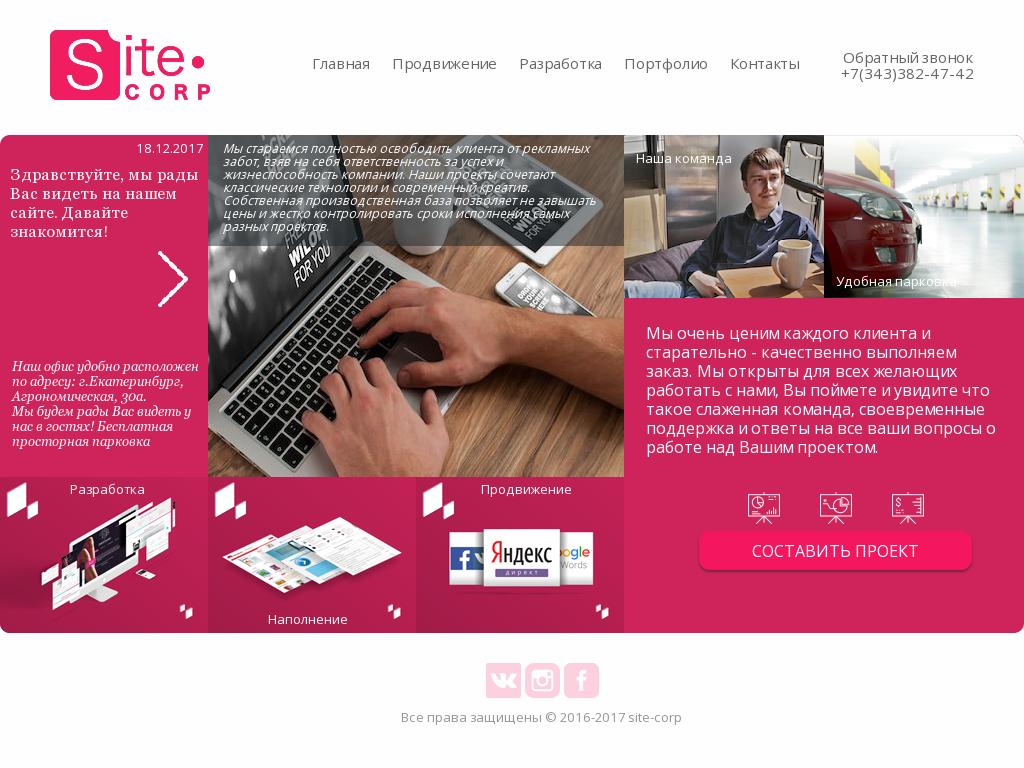 Site.
CORP
Главная Продвижение Разработка Портфолио Контакты
Обратный звонок
+7(343)382-47-42
18.12.2017
Здравствуйте, мы рады
Вас видеть на нашем
сайте. Давайте
знакомится!
Наш офис удобно расположен
по адресу: г.Екатеринбург,
Агрономическая, 30а.
Мы будем рады Вас видеть у
нас в гостях! Бесплатная
просторная парковка
Мы стараемся полностью освободить клиента от рекламных
забот, взяв на себя ответственность за успех и
жизнеспособность компании. Наши проекты сочетают
классические технологии и современный креатив.
Собственная производственная база позволяет не завышать
цены и жестко контролировать сроки исполнения самых
разных проектов.
Наша команда
Удобная парковка
Мы очень ценим каждого клиента и
старательно - качественно выполняем
заказ. Мы открыты для всех желающих
работать с нами, Вы поймете и увидите что
такое слаженная команда, своевременные
поддержка и ответы на все ваши вопросы о
работе над Вашим проектом.
СОСТАВИТЬ ПРОЕКТ
Разработка
Наполнение
Продвижение
Яндекс
директ
Words
Все права защищены © 2016-2017 site-corp